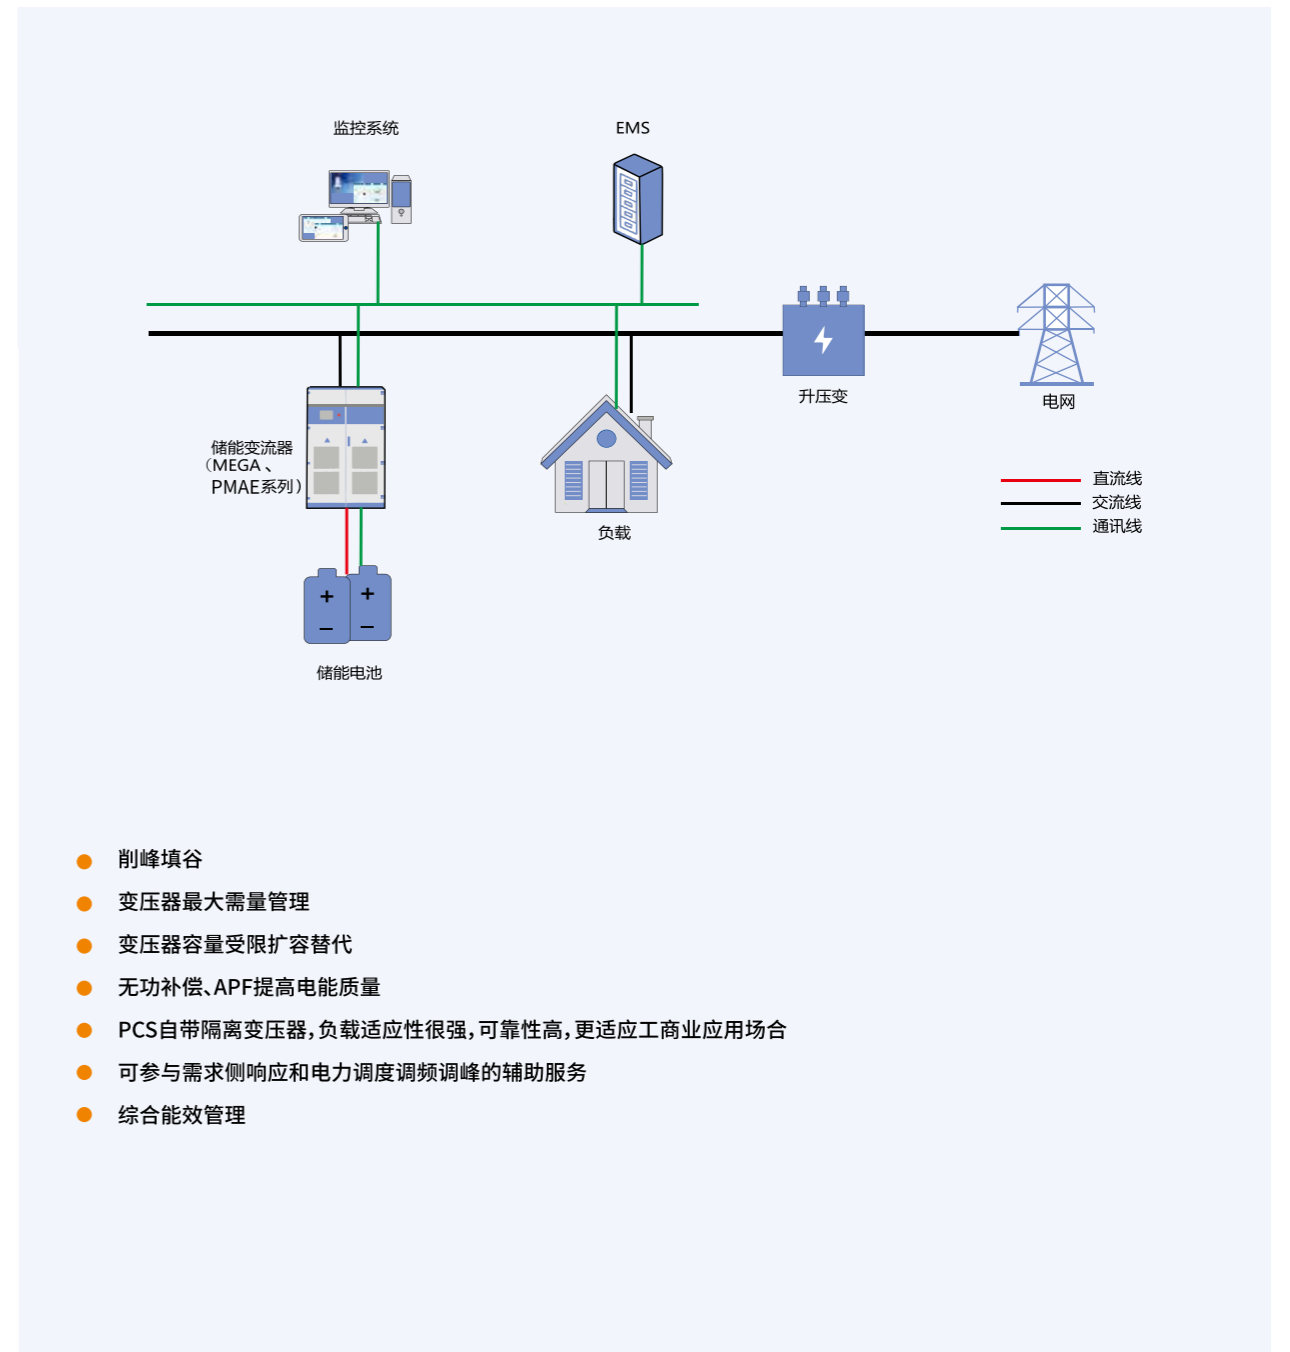 监控系统
EMS
升压变
电网
储能变流器
（MEGA、
PMAE系列）
直流线
交流线
通讯线
负载
储能电池
削峰填谷
变压器最大需量管理
变压器容量受限扩容替代
无功补偿、APF提高电能质量
PCS自带隔离变压器，负载适应性很强，可靠性高，更适应工商业应用场合
可参与需求侧响应和电力调度调频调峰的辅助服务
综合能效管理